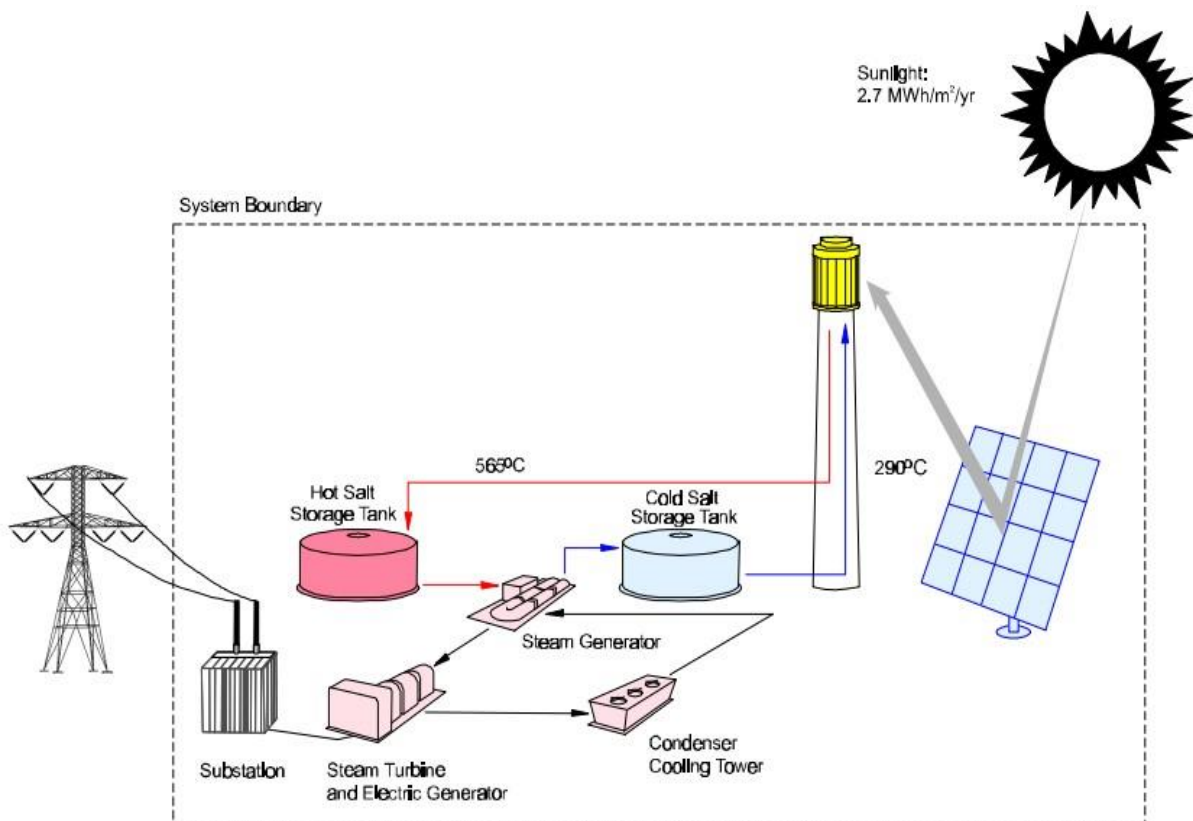 Sunlight:
2.7 MWh/m²/yr
System Boundary
565ºC
290ºC
Hot Salt
Storage Tank
Cold Salt
Storage Tank
Steam Generator
Substation
Steam Turbine
and Electric Generator
Condenser
Cooling Tower